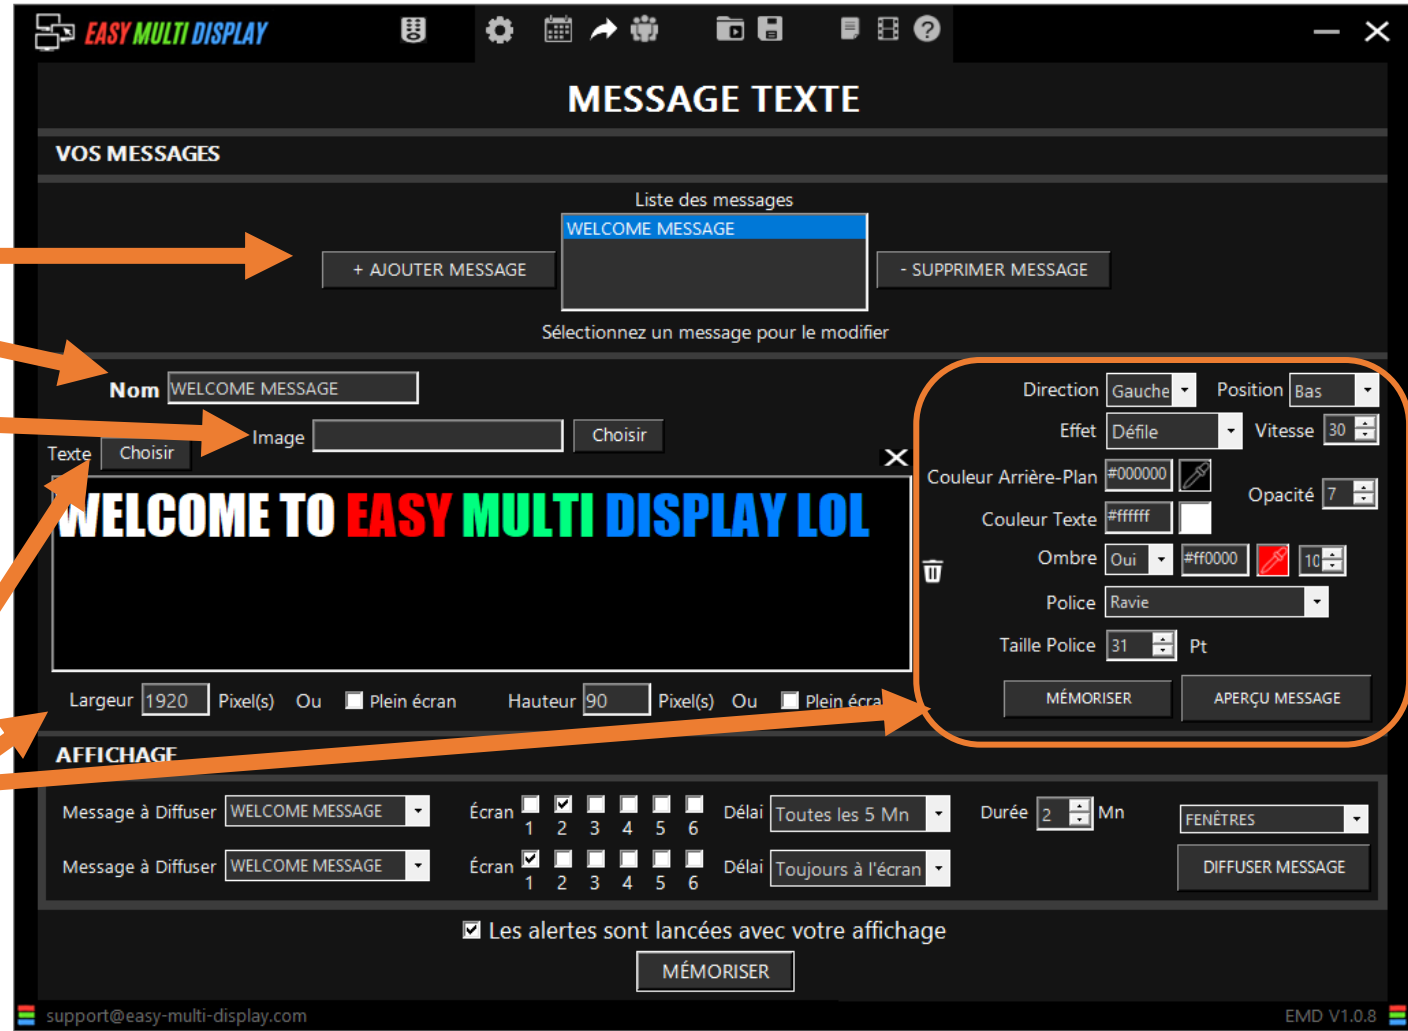 EASY MULTI DISPLAY
MESSAGE TEXTE
VOS MESSAGES
Liste des messages
WELCOME MESSAGE
+ AJOUTER MESSAGE
- SUPPRIMER MESSAGE
Sélectionnez un message pour le modifier
Nom WELCOME MESSAGE
Image Choisir
Texte Choisir
WELCOME TO EASY MULTI DISPLAY LOL
Largeur 1920 Pixel(s) Ou Plein écran Hauteur 90 Pixel(s) Ou Plein écra
Direction Gauche Position Bas
Effet Défile Vitesse 30
Couleur Arrière-Plan #000000
Opacité 7
Couleur Texte #ffffff
Ombre Oui #ff0000 10
Police Ravie
Taille Police 31 Pt
MÉMORISER APERÇU MESSAGE
AFFICHAGE
Message à Diffuser WELCOME MESSAGE Écran 1 2 3 4 5 6 Délai Toutes les 5 Mn Durée 2 Mn FENÊTRES
Message à Diffuser WELCOME MESSAGE Écran 1 2 3 4 5 6 Délai Toujours à l'écran DIFFUSER MESSAGE
Les alertes sont lancées avec votre affichage
MÉMORISER
support@easy-multi-display.com EMD V1.0.8